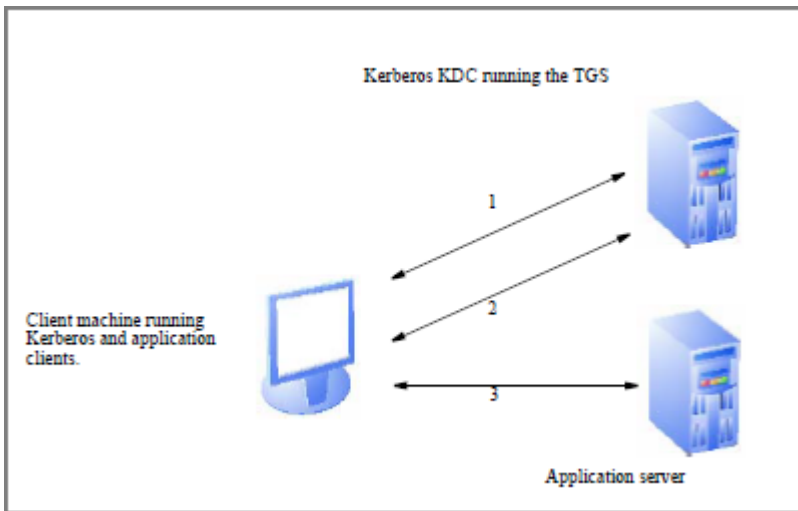 Kerberos KDC running the TGS
1
2
Client machine running
Kerberos and application
clients.
3
Application server